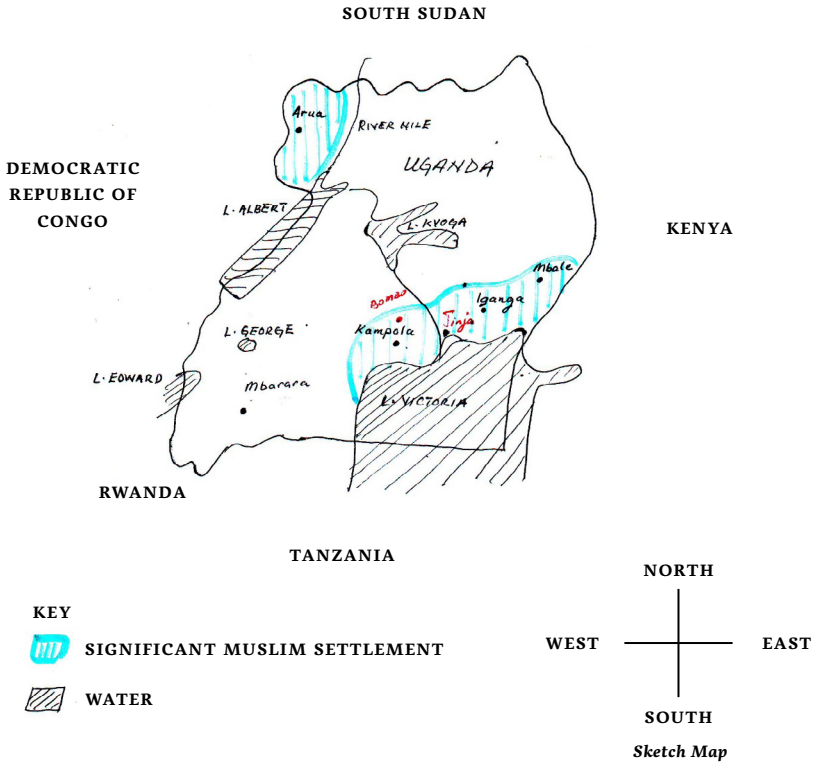 SOUTH SUDAN
Arua
RIVER NILE
DEMOCRATIC
REPUBLIC OF
CONGO
UGANDA
L. ALBERT
L. KYOGA
KENYA
Mbale
Bombo
Iganga
Jinja
Kampola
L. GEORGE
L. EDWARD
Mbarara
L. VICTORIA
RWANDA
TANZANIA
NORTH
KEY
SIGNIFICANT MUSLIM SETTLEMENT
WEST
EAST
WATER
SOUTH
Sketch Map